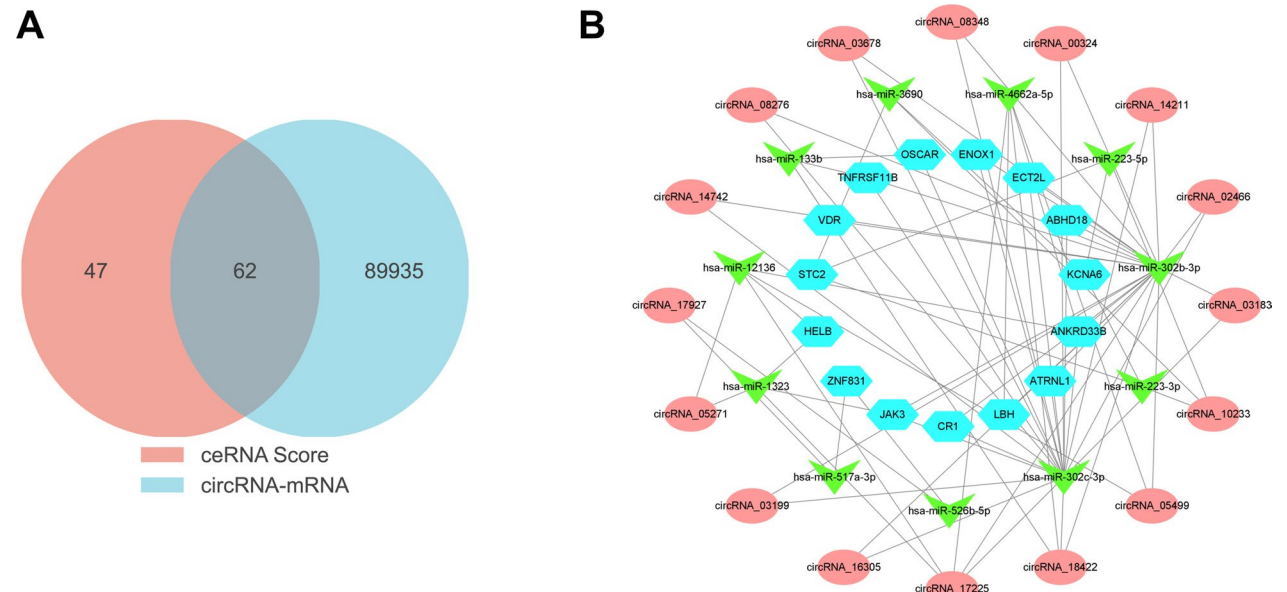 A
B
47
62
89935
ceRNA Score
circRNA-mRNA
circRNA_08348
circRNA_03678
circRNA_00324
hsa-miR-3690
hsa-miR-4662a-5p
circRNA_08276
circRNA_14211
hsa-miR-133b
OSCAR
ENOX1
hsa-miR-223-5p
TNFRSF11B
ECT2L
circRNA_14742
circRNA_02466
VDR
ABHD18
hsa-miR-12136
STC2
KCNA6
hsa-miR-302b-3p
circRNA_17927
circRNA_03183
HELB
ANKRD33B
hsa-miR-1323
ZNF831
ATRNL1
hsa-miR-223-3p
circRNA_05271
JAK3
CR1
LBH
circRNA_10233
hsa-miR-517a-3p
hsa-miR-302c-3p
circRNA_03199
hsa-miR-526b-5p
circRNA_05499
circRNA_16305
circRNA_18422
circRNA_17225